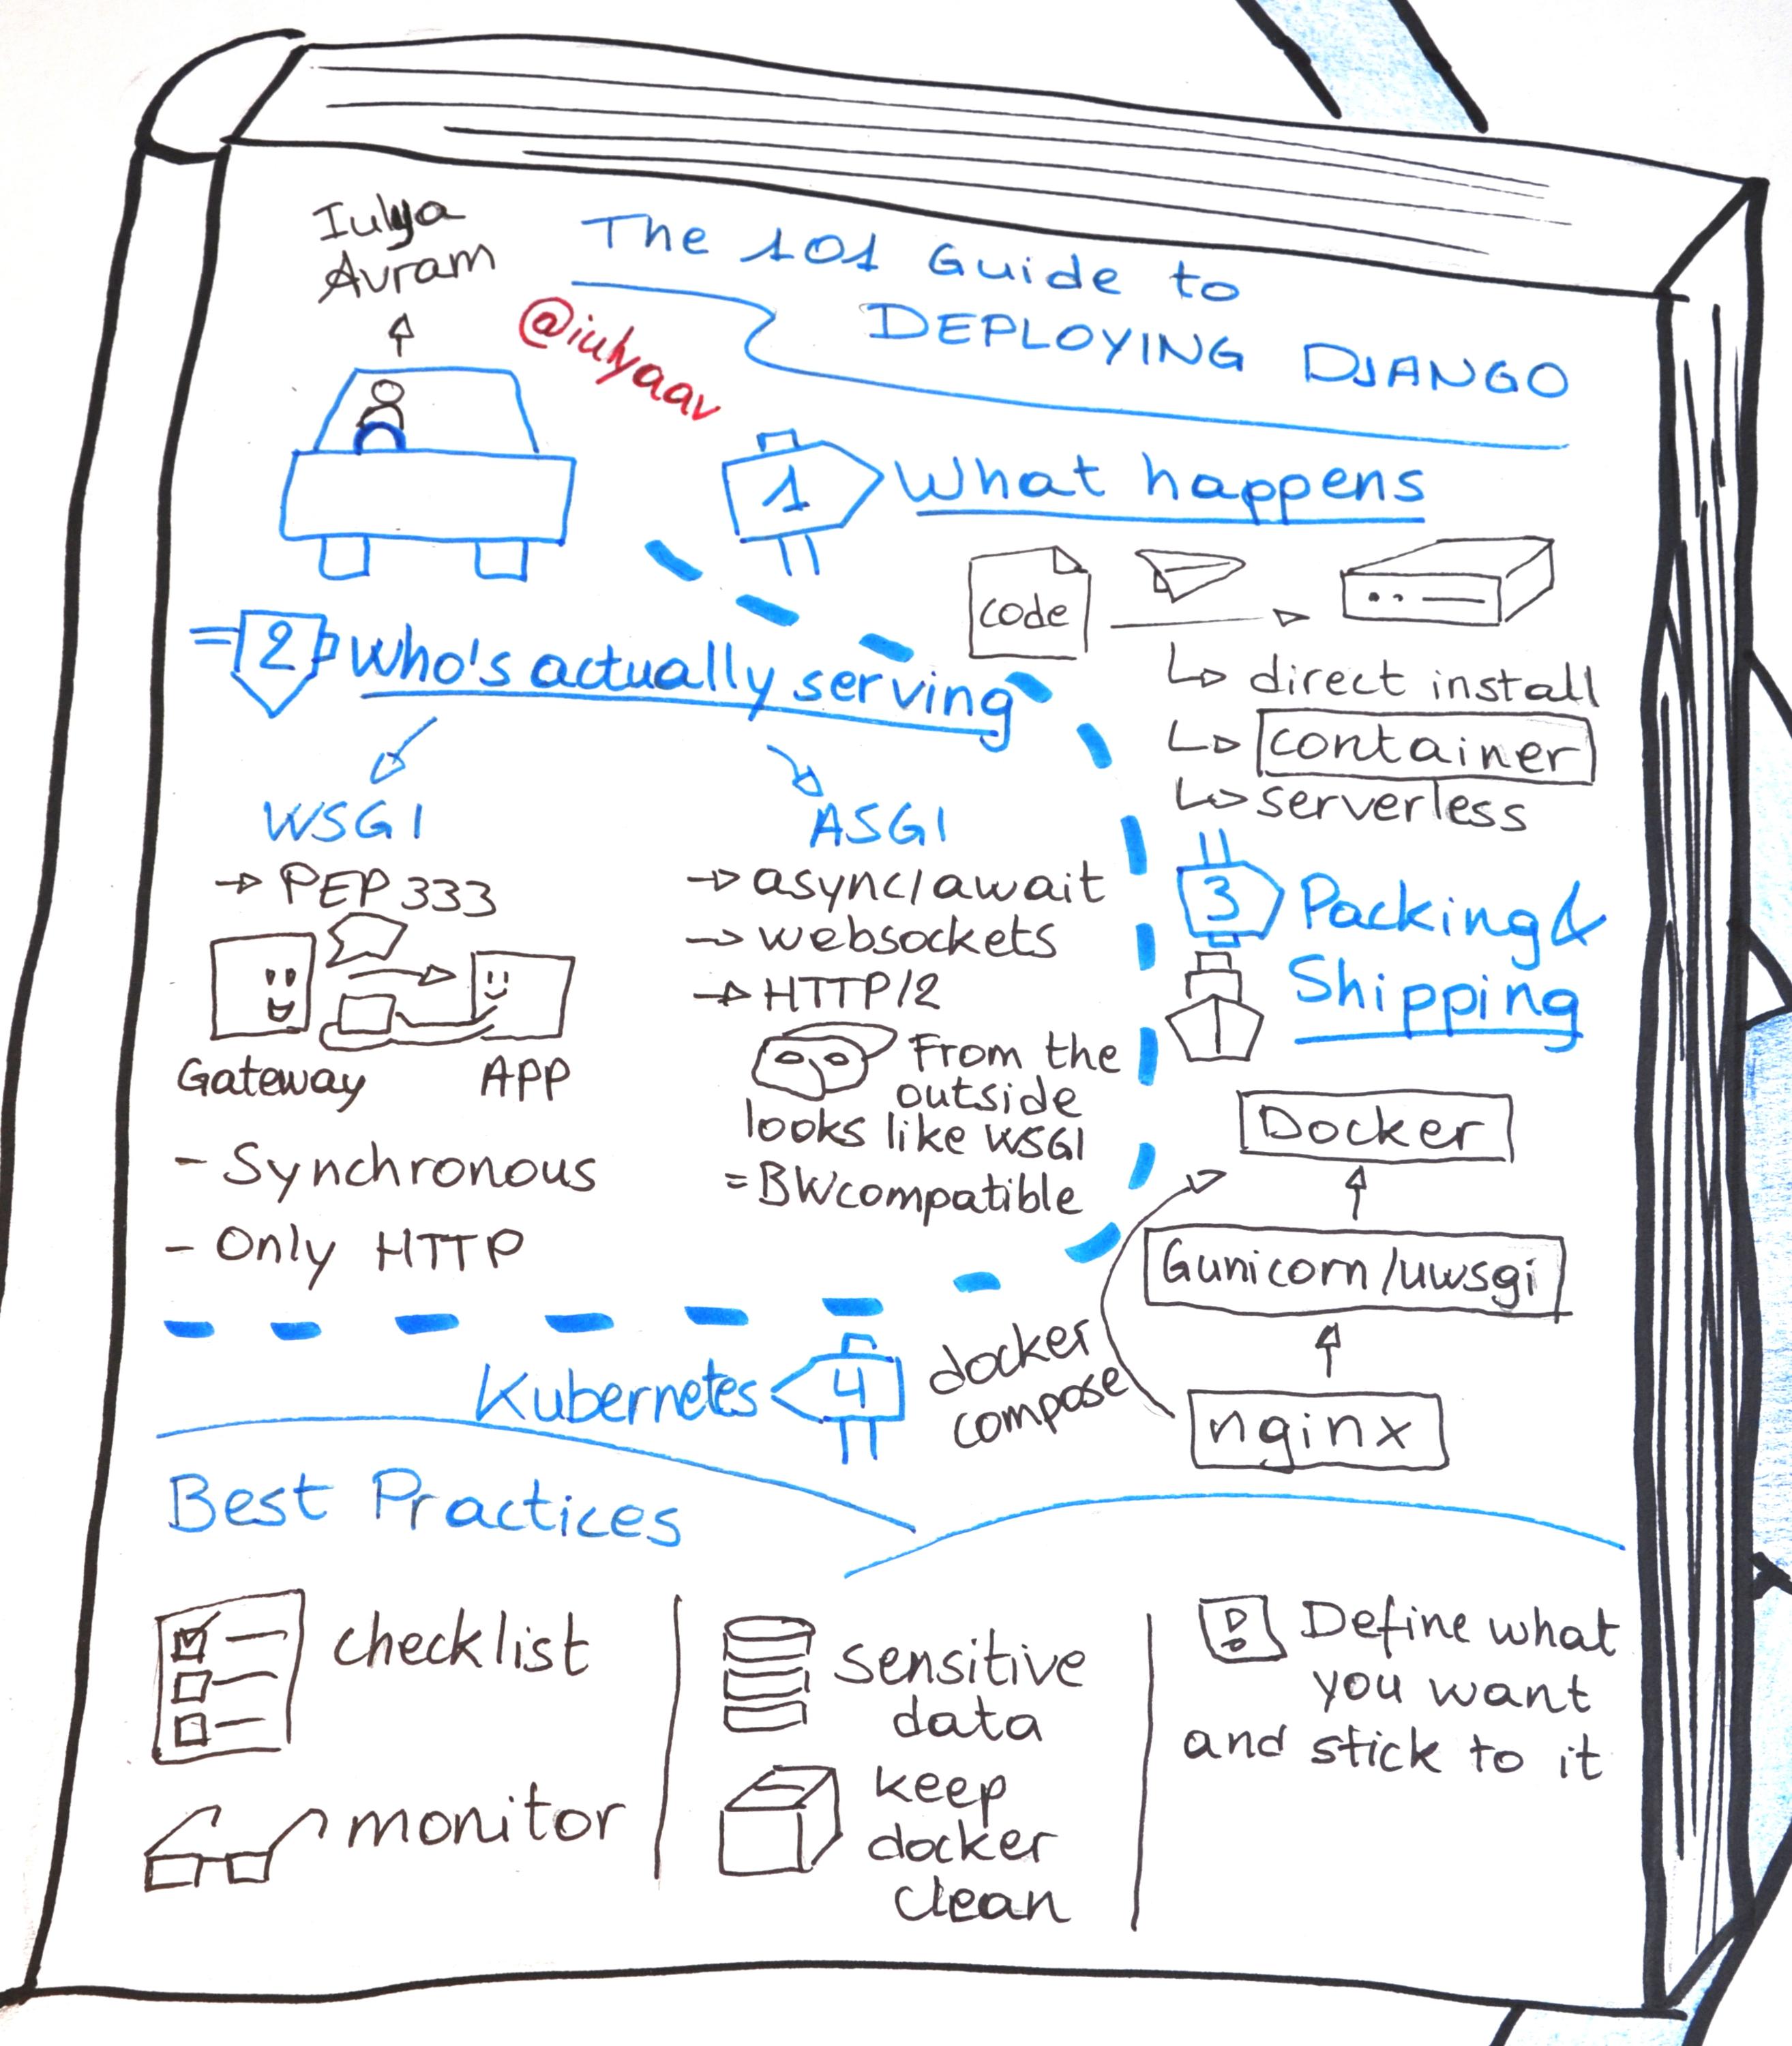 Iulya
Avram
@iulyaav
The 101 Guide to
DEPLOYING DJANGO
1 What happens
code
direct install
container
serverless
2 Who's actually serving
WSGI
PEP 333
Gateway
APP
- Synchronous
- Only HTTP
ASGI
async/await
websockets
HTTP/2
From the
outside
looks like WSGI
= BWcompatible
3 Packing &
Shipping
Docker
Gunicorn/uwsgi
nginx
docker
compose
4 Kubernetes
Best Practices
checklist
monitor
sensitive
data
keep
docker
clean
Define what
you want
and stick to it